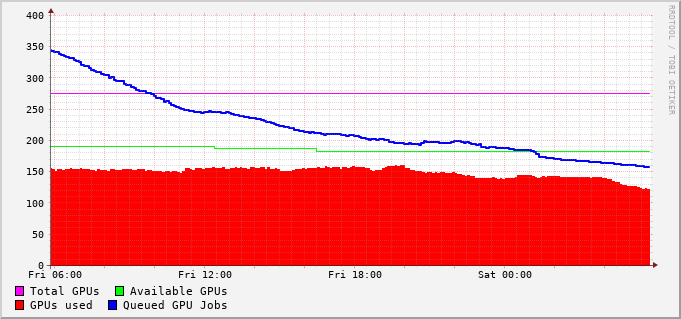 RRDTOOL / TOBI OETIKER
400
350
300
250
200
150
100
50
0
Fri 06:00 Fri 12:00 Fri 18:00 Sat 00:00
Total GPUs Available GPUs
GPUs used Queued GPU Jobs